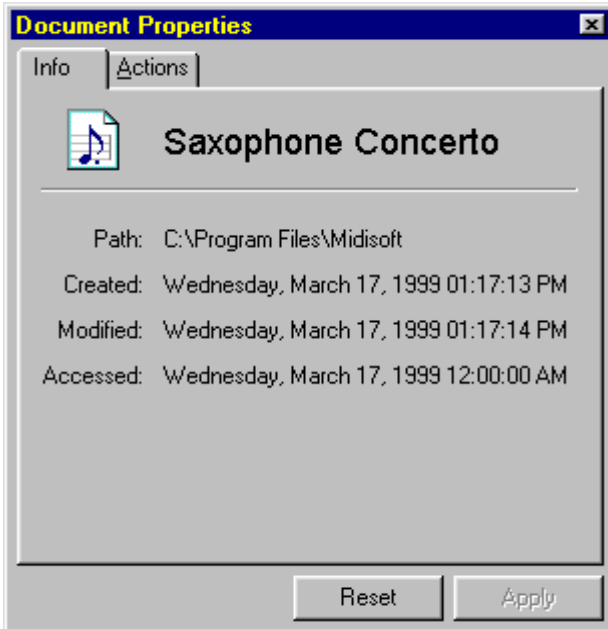 Document Properties
Info
Actions
Saxophone Concerto
Path: C:\Program Files\Midisoft
Created: Wednesday, March 17, 1999 01:17:13 PM
Modified: Wednesday, March 17, 1999 01:17:14 PM
Accessed: Wednesday, March 17, 1999 12:00:00 AM
Reset
Apply